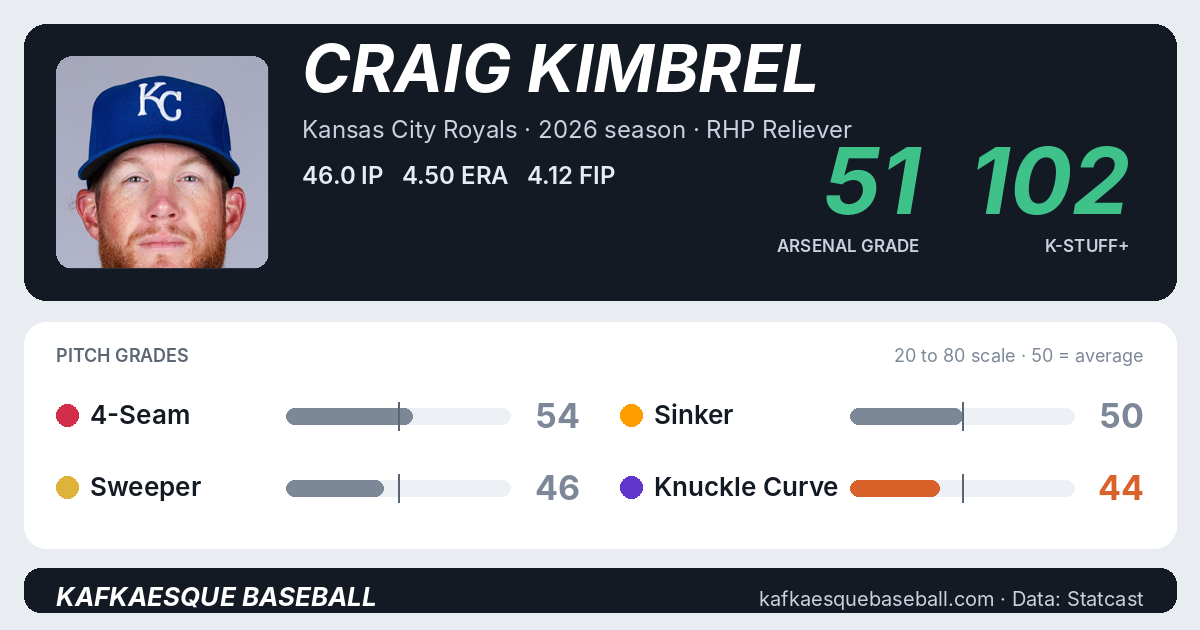 CRAIG KIMBREL
Kansas City Royals · 2026 season · RHP Reliever
46.0 IP 4.50 ERA 4.12 FIP
51 102
ARSENAL GRADE K-STUFF+
KC
PITCH GRADES 20 to 80 scale · 50 = average
4-Seam 54 Sinker 50
Sweeper 46 Knuckle Curve 44
KAFKAESQUE BASEBALL kafkaesquebaseball.com · Data: Statcast